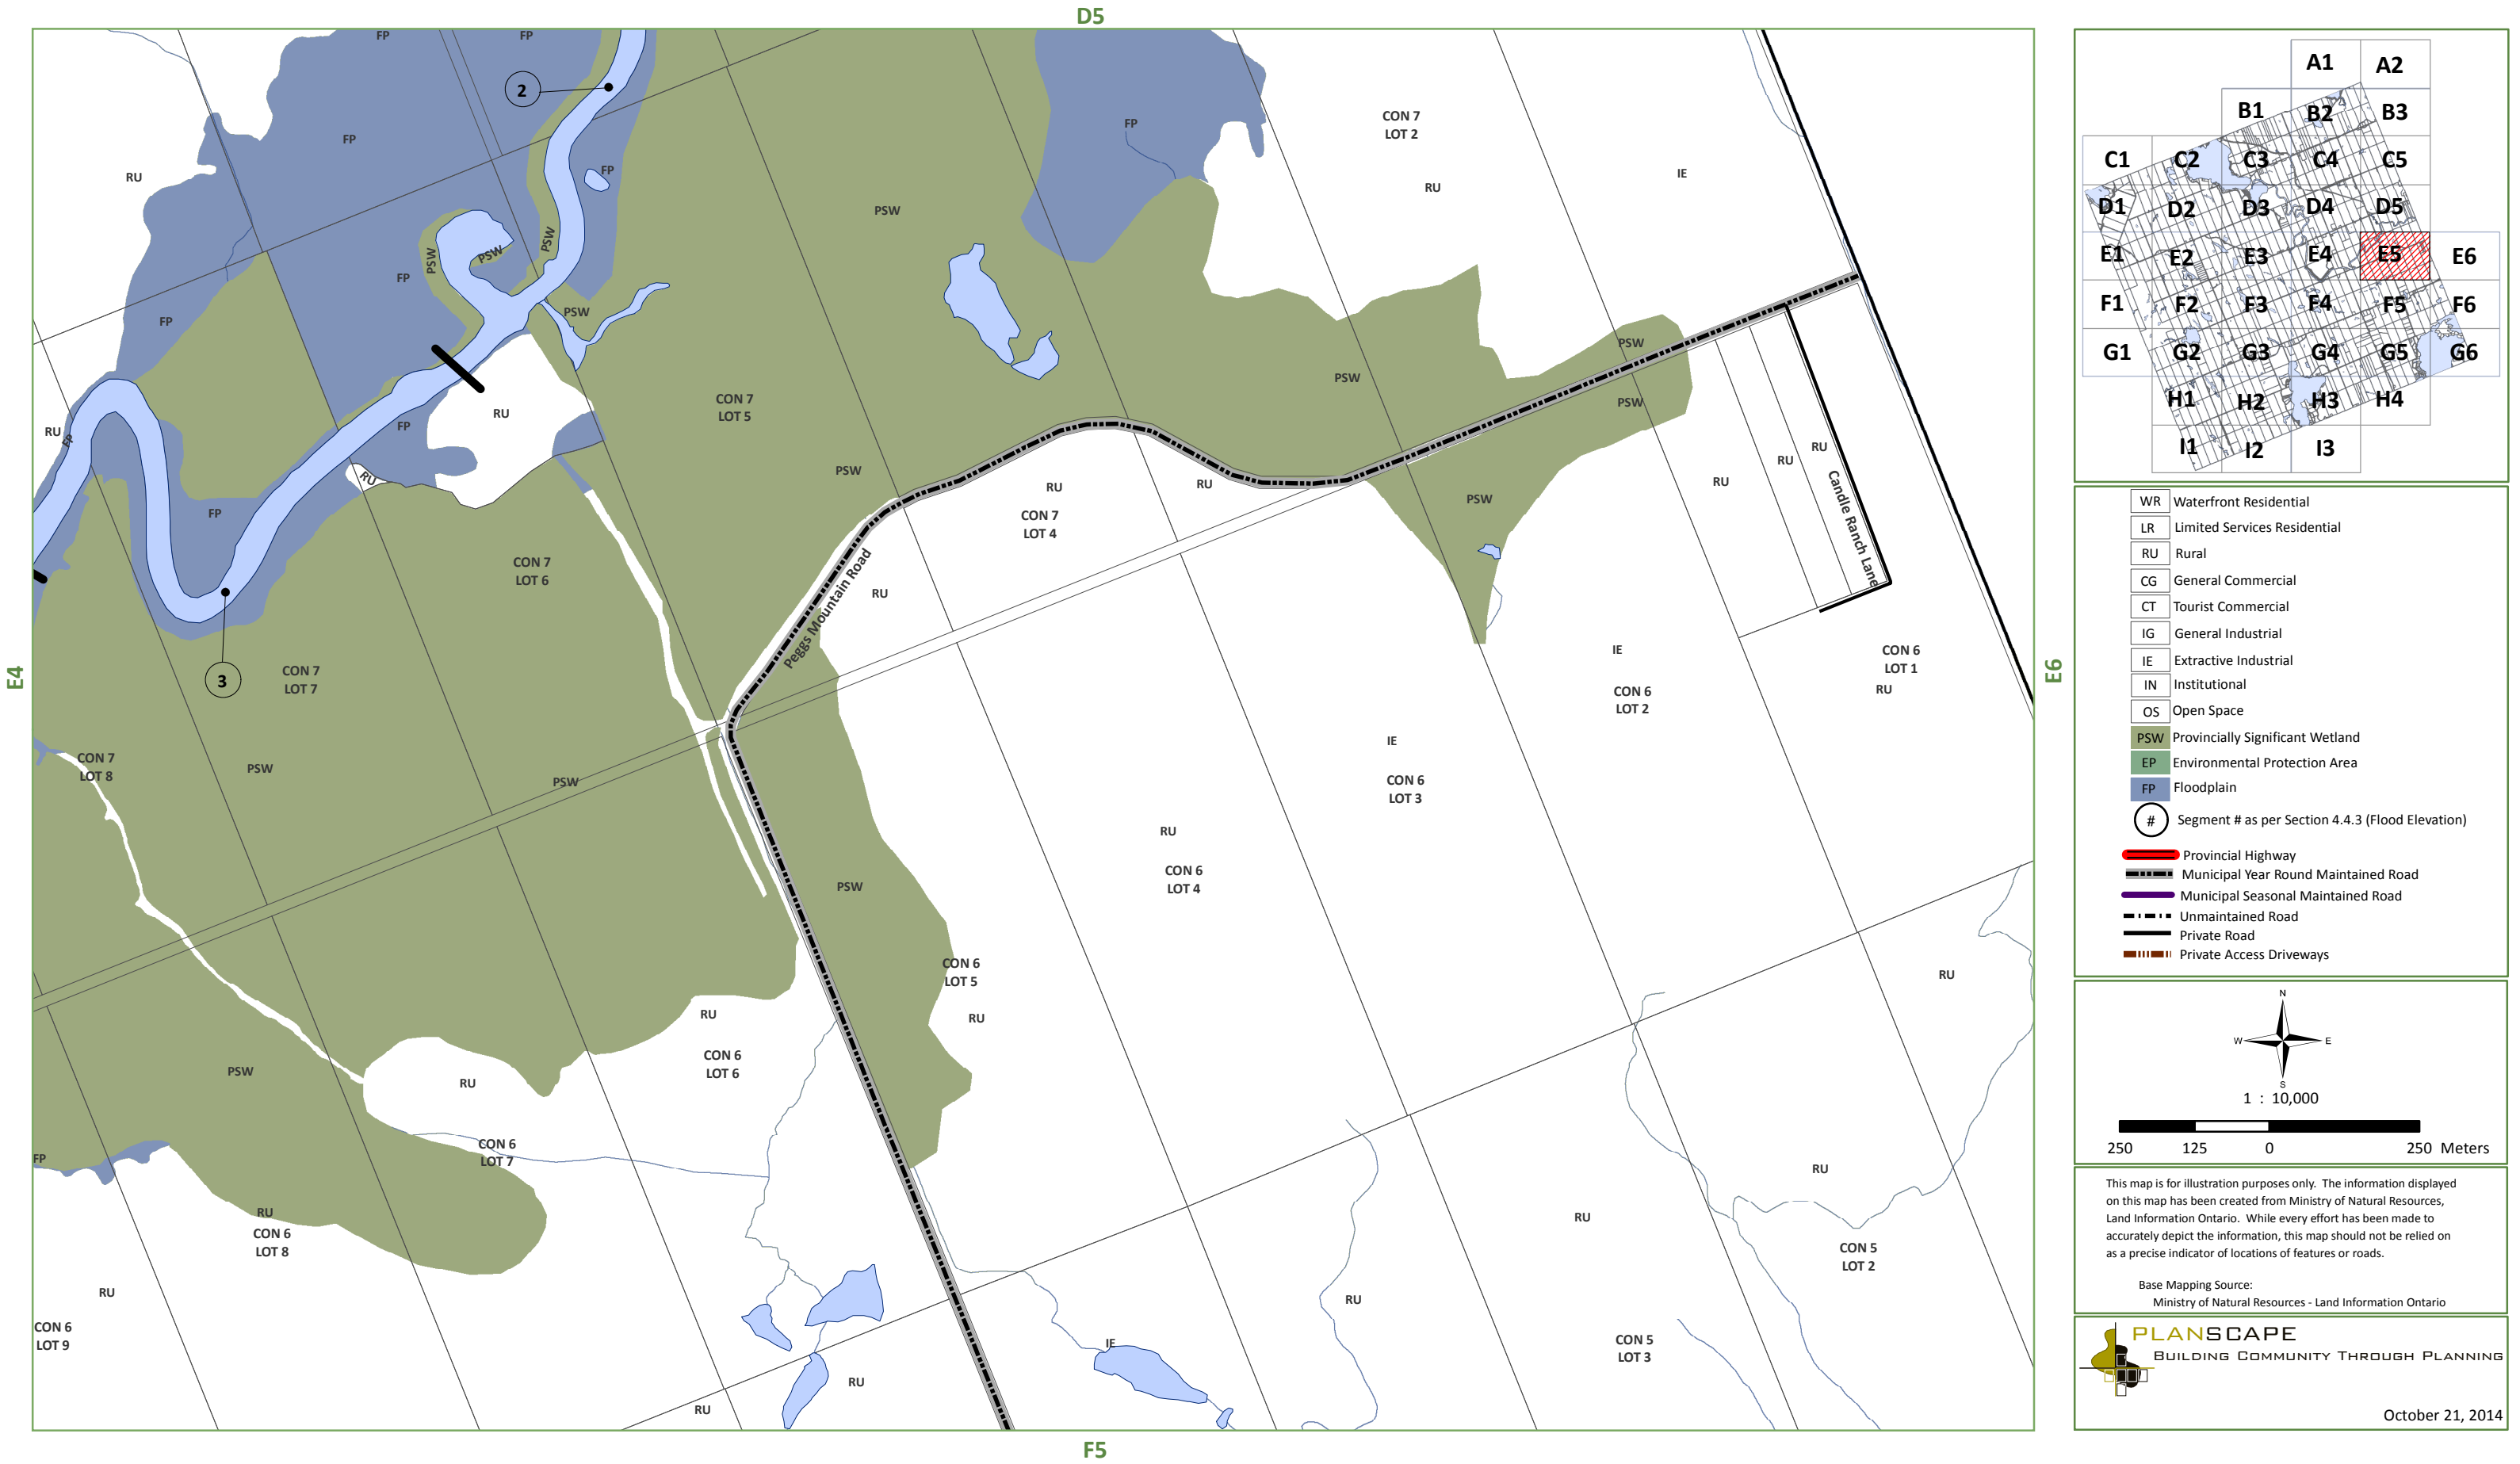 D5
FP
FP
2
FP
FP
RU
FP
CON 7
LOT 2
RU
IE
PSW
PSW
PSW
PSW
FP
FP
PSW
PSW
PSW
PSW
CON 7
LOT 5
RU
RU
FP
FP
PSW
RU
RU
RU
RU
Candle Ranch Lane
PSW
RU
FP
CON 7
LOT 4
RU
RU
PSW
CON 7
LOT 6
Peggs Mountain Road
RU
E4
3
CON 7
LOT 7
IE
CON 6
LOT 1
RU
E6
CON 6
LOT 2
CON 7
LOT 8
PSW
PSW
IE
CON 6
LOT 3
RU
CON 6
LOT 4
PSW
CON 6
LOT 5
RU
RU
RU
CON 6
LOT 6
PSW
RU
CON 6
LOT 7
FP
RU
RU
CON 6
LOT 8
RU
CON 5
LOT 2
RU
RU
CON 6
LOT 9
IE
CON 5
LOT 3
RU
RU
F5
A1
A2
B1
B2
B3
C1
C2
C3
C4
C5
D1
D2
D3
D4
D5
E1
E2
E3
E4
E5
E6
F1
F2
F3
F4
F5
F6
G1
G2
G3
G4
G5
G6
H1
H2
H3
H4
I1
I2
I3
WR Waterfront Residential
LR Limited Services Residential
RU Rural
CG General Commercial
CT Tourist Commercial
IG General Industrial
IE Extractive Industrial
IN Institutional
OS Open Space
PSW Provincially Significant Wetland
EP Environmental Protection Area
FP Floodplain
# Segment # as per Section 4.4.3 (Flood Elevation)
Provincial Highway
Municipal Year Round Maintained Road
Municipal Seasonal Maintained Road
Unmaintained Road
Private Road
Private Access Driveways
N
W E
S
1 : 10,000
250 125 0 250 Meters
This map is for illustration purposes only. The information displayed
on this map has been created from Ministry of Natural Resources,
Land Information Ontario. While every effort has been made to
accurately depict the information, this map should not be relied on
as a precise indicator of locations of features or roads.
Base Mapping Source:
Ministry of Natural Resources - Land Information Ontario
PLANSCAPE
BUILDING COMMUNITY THROUGH PLANNING
October 21, 2014